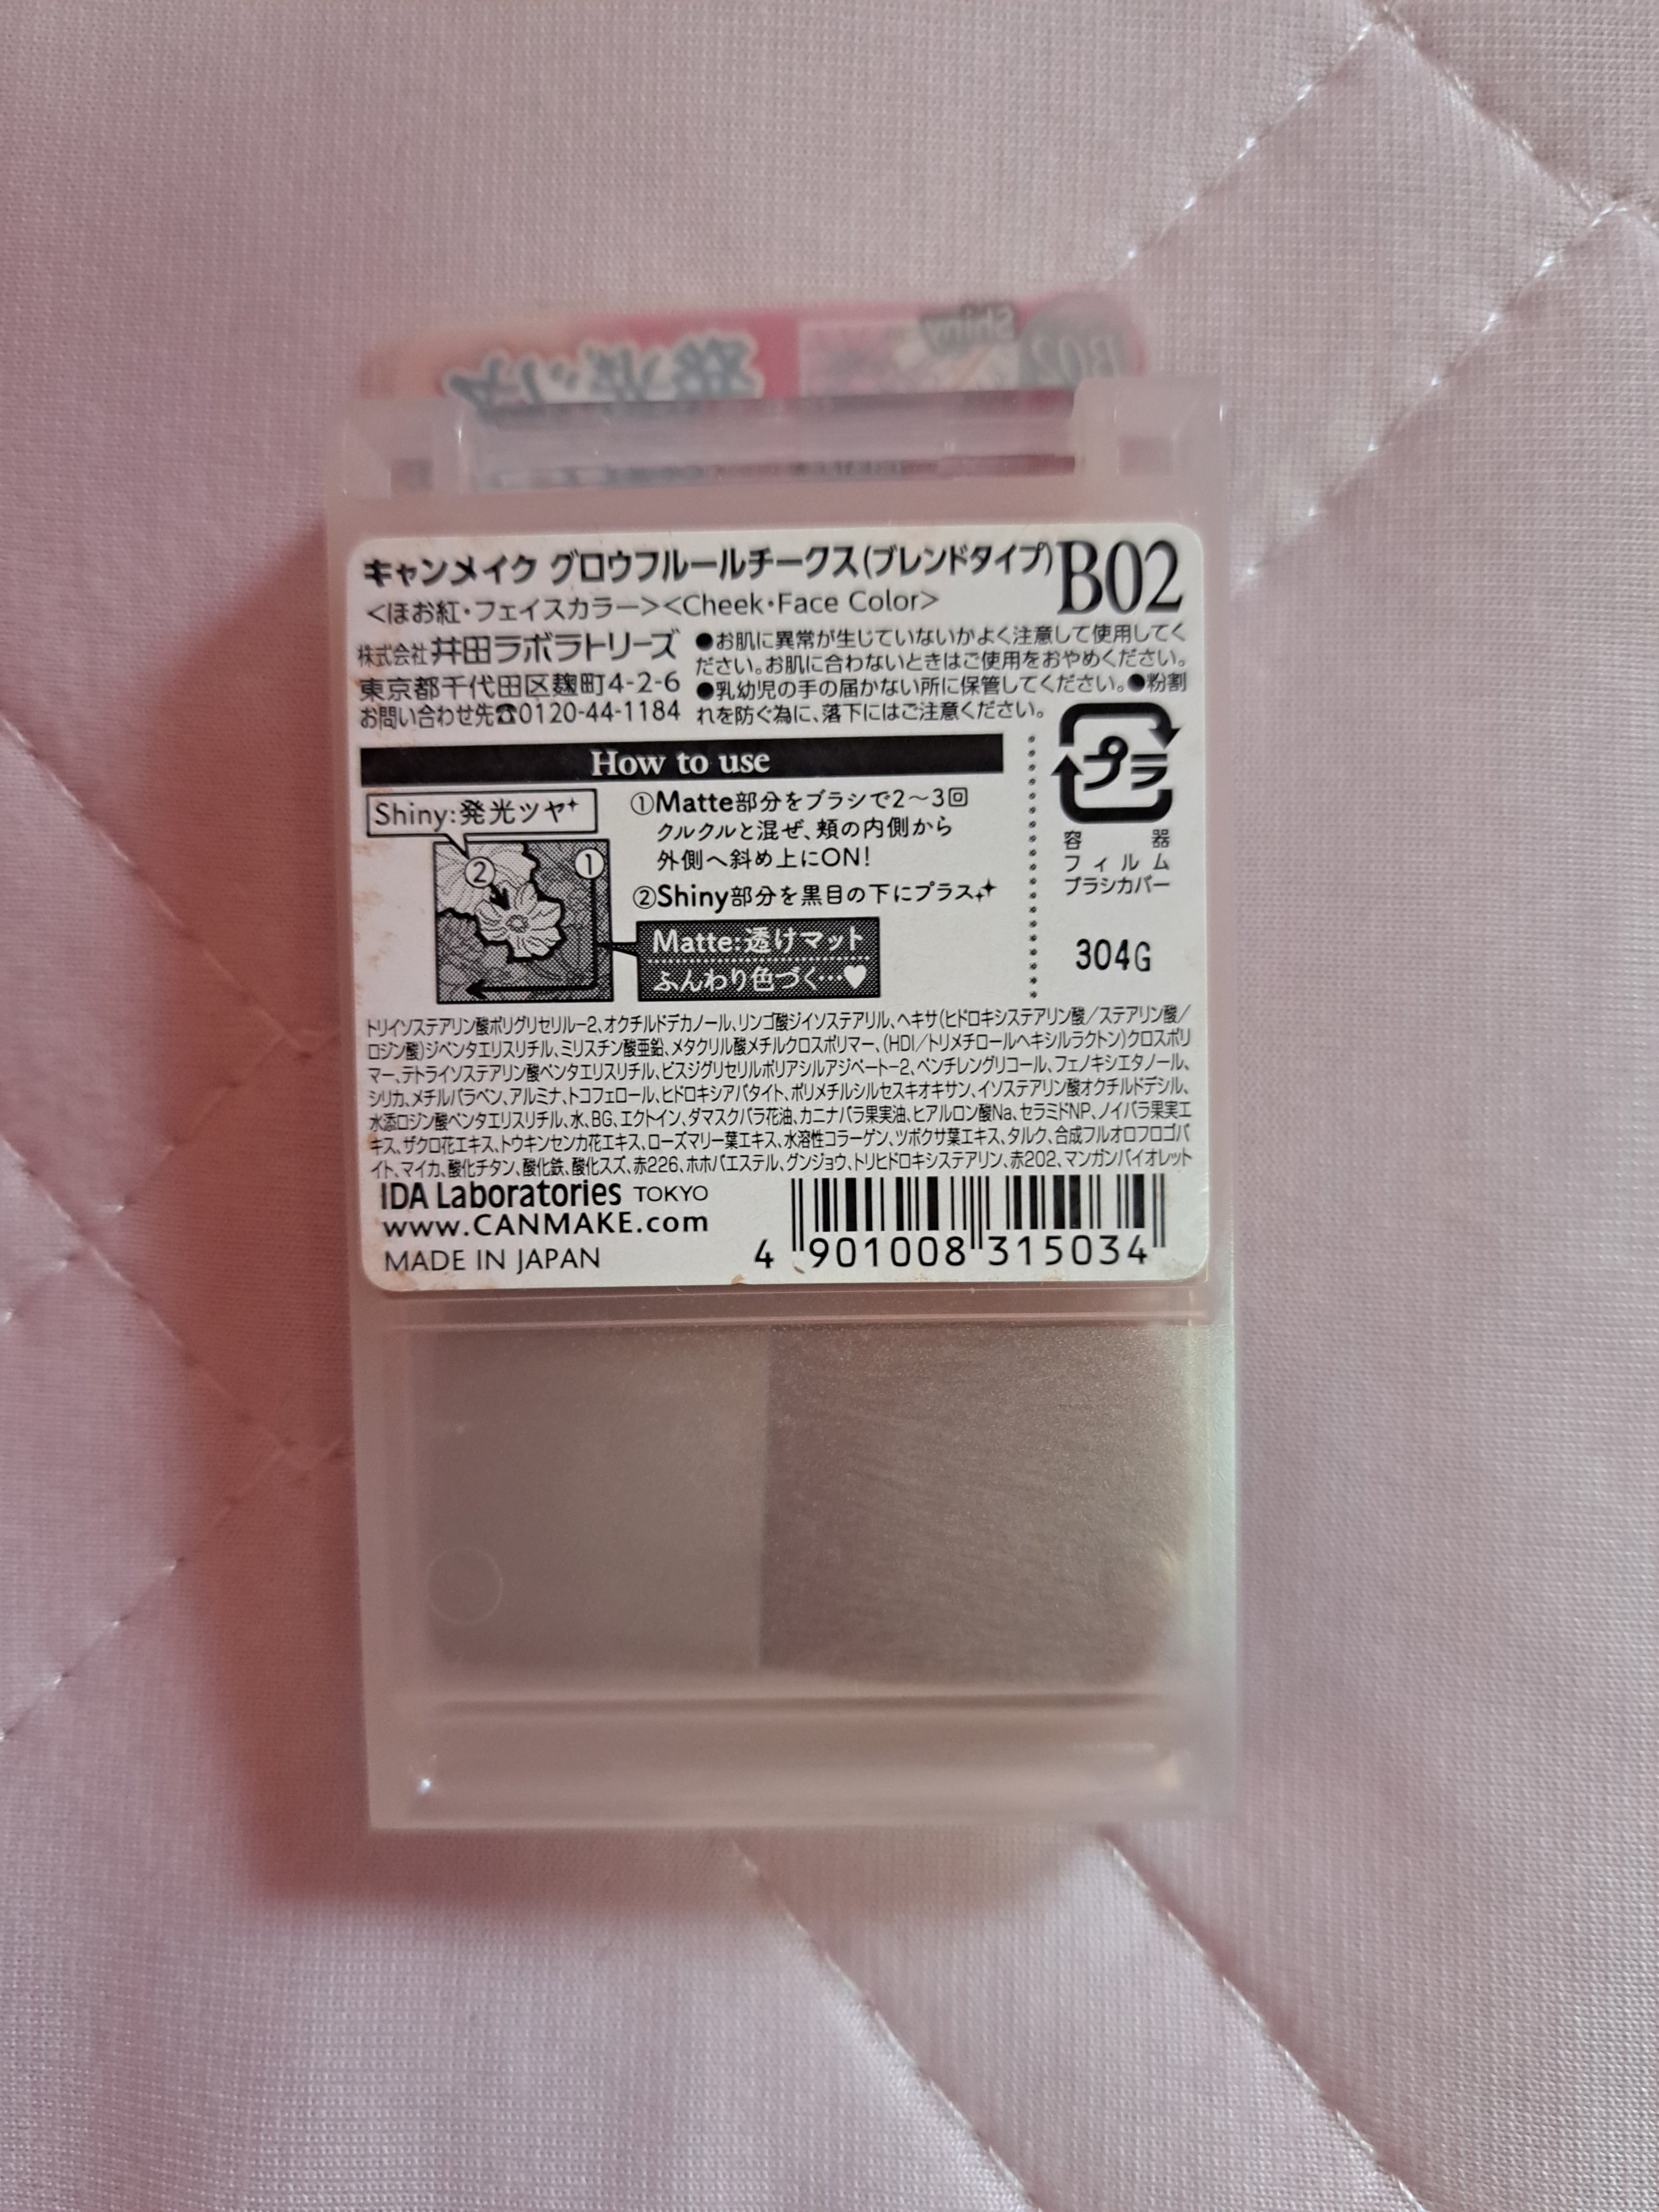 Shiny
B02
キャンメイク グロウフルールチークス(ブレンドタイプ) B02
<ほお紅・フェイスカラー><Cheek・Face Color>
株式会社井田ラボラトリーズ
東京都千代田区麹町4-2-6
お問い合わせ先☎0120-44-1184
●お肌に異常が生じていないかよく注意して使用してく
ださい。お肌に合わないときはご使用をおやめください。
●乳幼児の手の届かない所に保管してください。●粉割
れを防ぐ為に、落下にはご注意ください。
How to use
Shiny:発光ツヤ✦
② ①
①Matte部分をブラシで2〜3回
クルクルと混ぜ、頬の内側から
外側へ斜め上にON!
②Shiny部分を黒目の下にプラス✦
Matte:透けマット
ふんわり色づく…♥
プラ
容器
フィルム
ブラシカバー
304G
トリイソステアリン酸ポリグリセリル-2、オクチルドデカノール、リンゴ酸ジイソステアリル、ヘキサ(ヒドロキシステアリン酸/ステアリン酸/
ロジン酸)ジペンタエリスリチル、ミリスチン酸亜鉛、メタクリル酸メチルクロスポリマー、(HDI/トリメチロールヘキシルラクトン)クロスポリ
マー、テトライソステアリン酸ペンタエリスリチル、ビスジグリセリルポリアシルアジペート-2、ペンチレングリコール、フェノキシエタノール、
シリカ、メチルパラベン、アルミナ、トコフェロール、ヒドロキシアパタイト、ポリメチルシルセスキオキサン、イソステアリン酸オクチルドデシル、
水添ロジン酸ペンタエリスリチル、水、BG、エクトイン、ダマスクバラ花油、カニナバラ果実油、ヒアルロン酸Na、セラミドNP、ノイバラ果実エ
キス、ザクロ花エキス、トウキンセンカ花エキス、ローズマリー葉エキス、水溶性コラーゲン、ツボクサ葉エキス、タルク、合成フルオロフロゴパ
イト、マイカ、酸化チタン、酸化鉄、酸化スズ、赤226、ホホバエステル、グンジョウ、トリヒドロキシステアリン、赤202、マンガンバイオレット
IDA Laboratories TOKYO
www.CANMAKE.com
MADE IN JAPAN
4 901008 315034